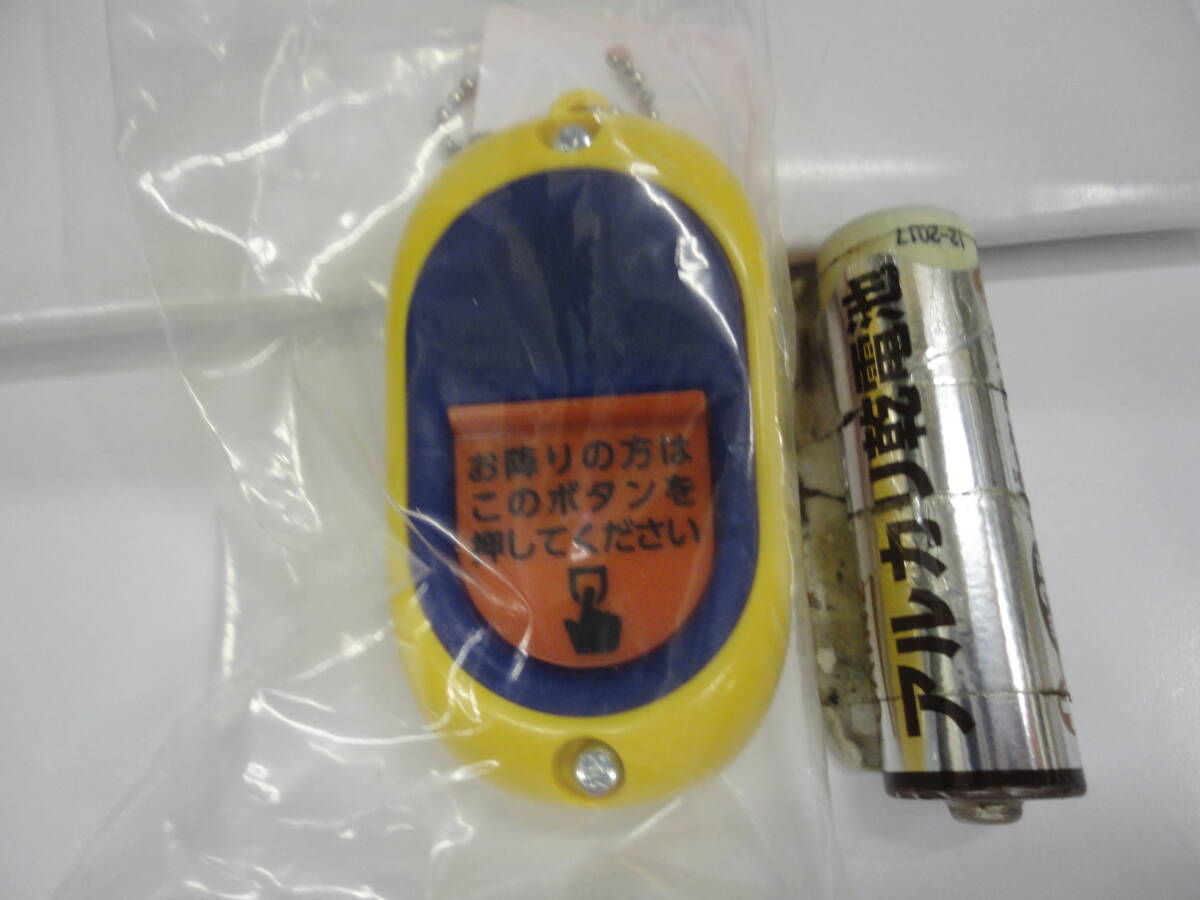 お降りの方は
このボタンを
押してください
アルカリ乾電池
12-2017